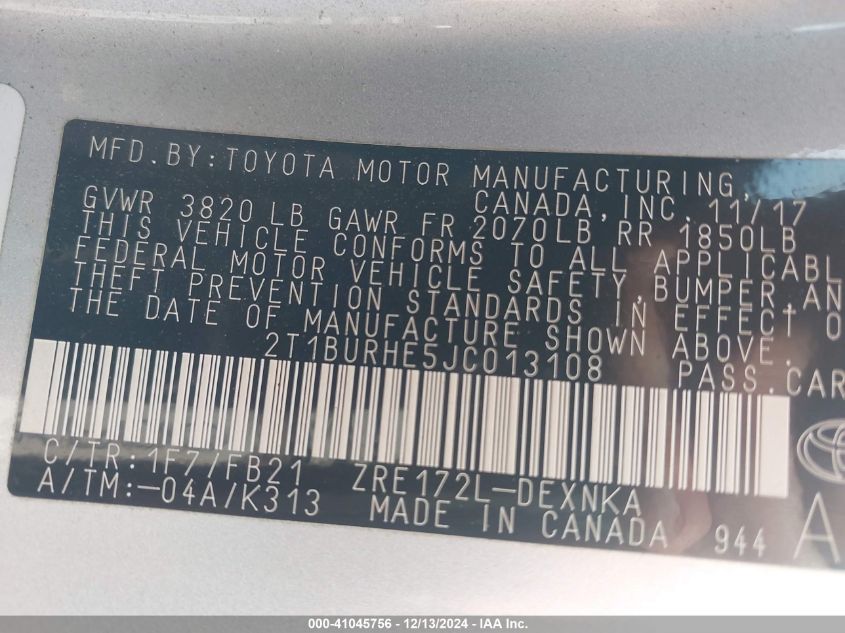 MFD.BY:TOYOTA MOTOR MANUFACTURING,
CANADA,INC. 11/17
GVWR 3820 LB GAWR FR 2070LB RR 1850LB
THIS VEHICLE CONFORMS TO ALL APPLICABL
FEDERAL MOTOR VEHICLE SAFETY,BUMPER,AN
THEFT PREVENTION STANDARDS IN EFFECT O
THE DATE OF MANUFACTURE SHOWN ABOVE.
2T1BURHE5JC013108 PASS.CAR
C/TR:1F7/FB21 ZRE172L-DEXNKA
A/TM:-04A/K313 MADE IN CANADA 944 A
000-41045756 - 12/13/2024 - IAA Inc.